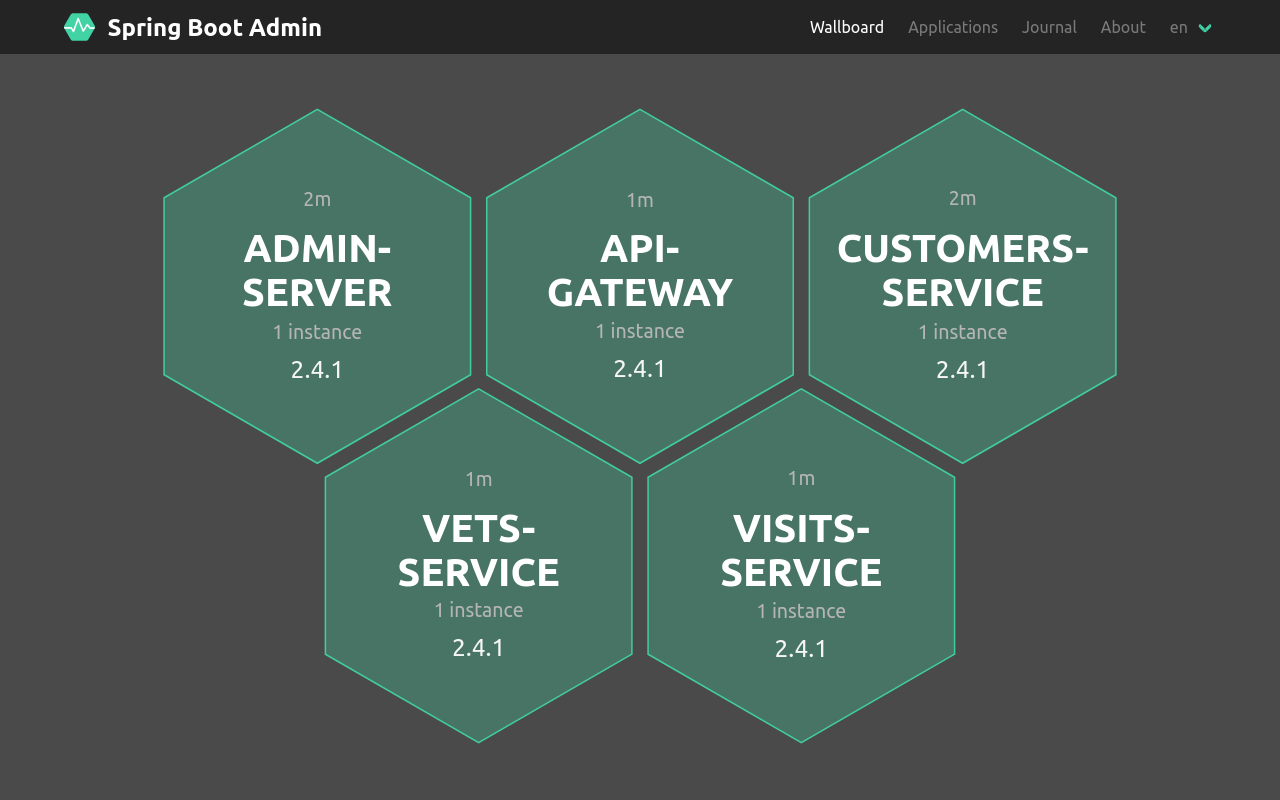 Spring Boot Admin
Wallboard Applications Journal About en
2m
ADMIN-
SERVER
1 instance
2.4.1
1m
API-
GATEWAY
1 instance
2.4.1
2m
CUSTOMERS-
SERVICE
1 instance
2.4.1
1m
VETS-
SERVICE
1 instance
2.4.1
1m
VISITS-
SERVICE
1 instance
2.4.1